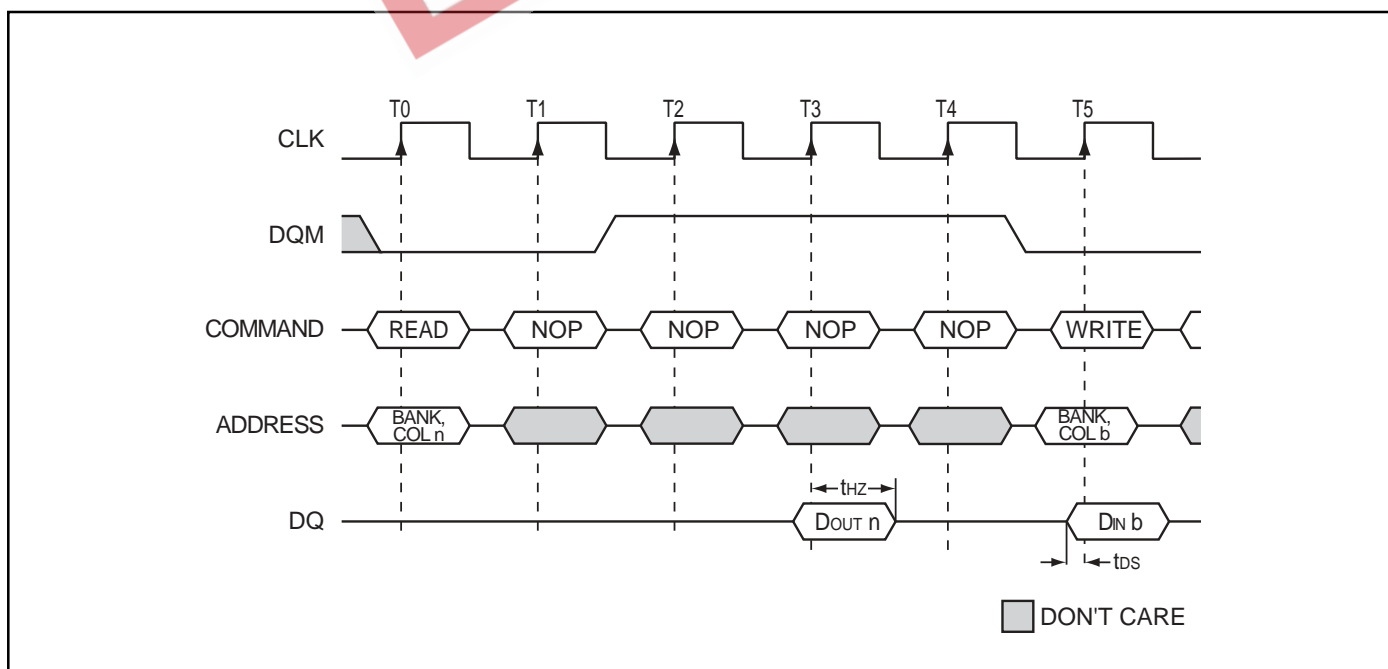 T0 T1 T2 T3 T4 T5
CLK
DQM
COMMAND READ NOP NOP NOP NOP WRITE
ADDRESS BANK, COL n BANK, COL b
tHZ
DQ DOUT n DIN b
tDS
DON'T CARE